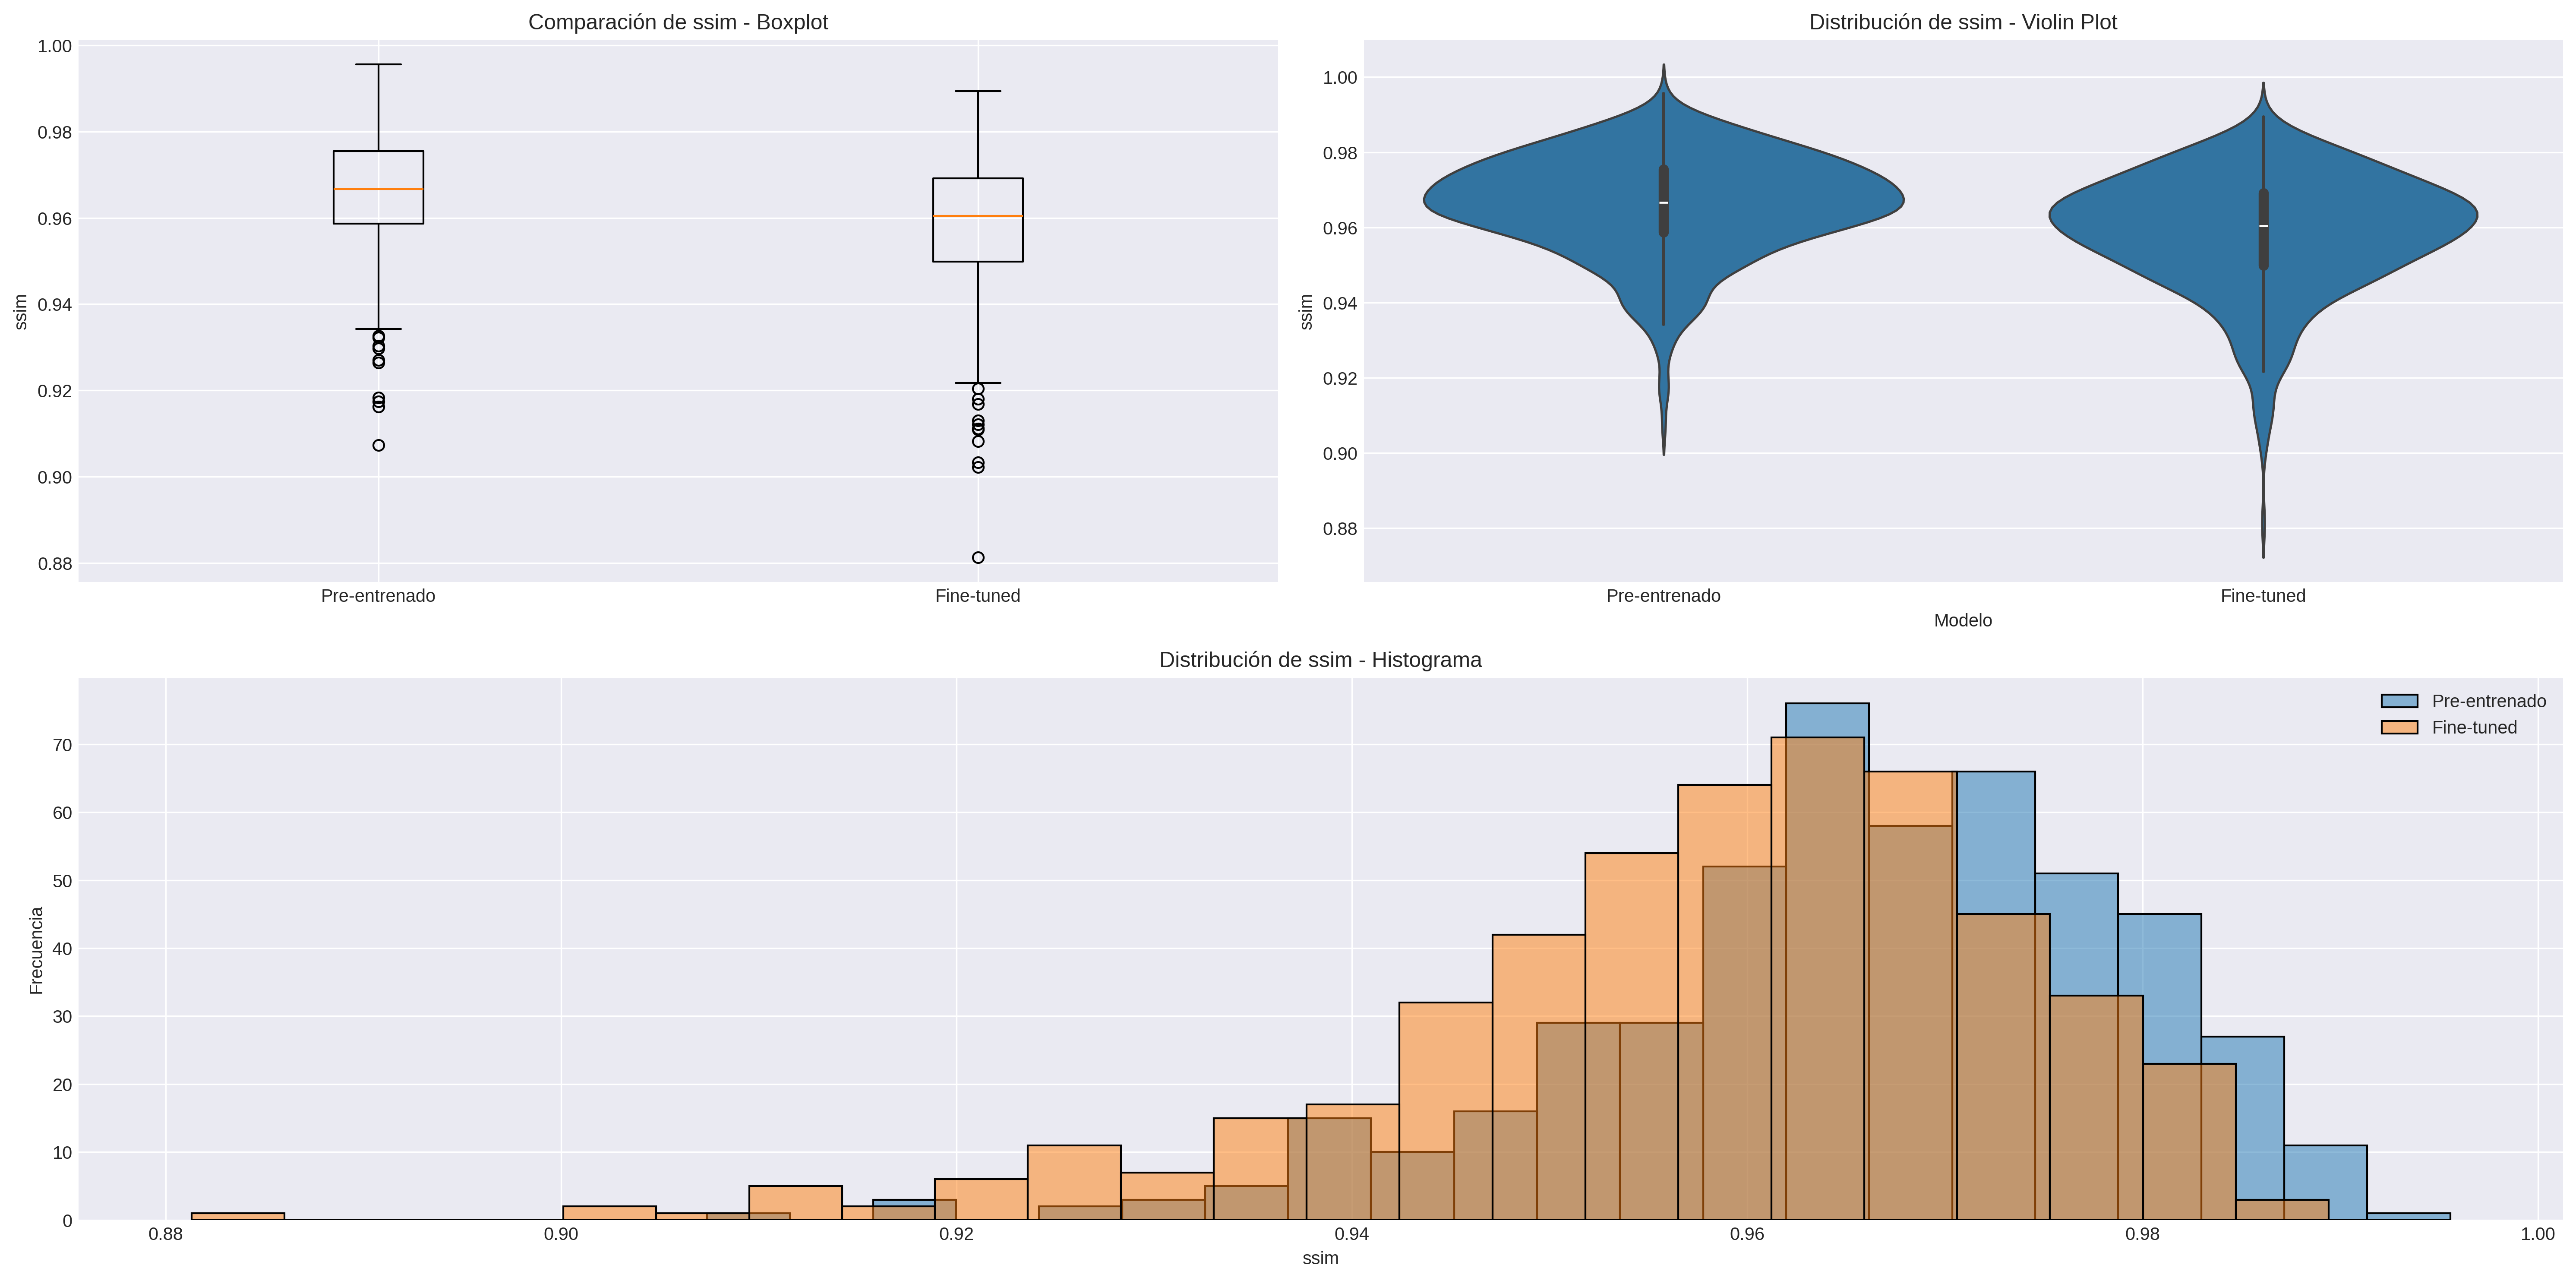 Comparación de ssim - Boxplot
1.00
0.98
0.96
0.94
0.92
0.90
0.88
ssim
Pre-entrenado
Fine-tuned
Distribución de ssim - Violin Plot
1.00
0.98
0.96
0.94
0.92
0.90
0.88
ssim
Pre-entrenado
Fine-tuned
Modelo
Distribución de ssim - Histograma
Pre-entrenado
Fine-tuned
70
60
50
40
30
20
10
0
Frecuencia
0.88
0.90
0.92
0.94
0.96
0.98
1.00
ssim